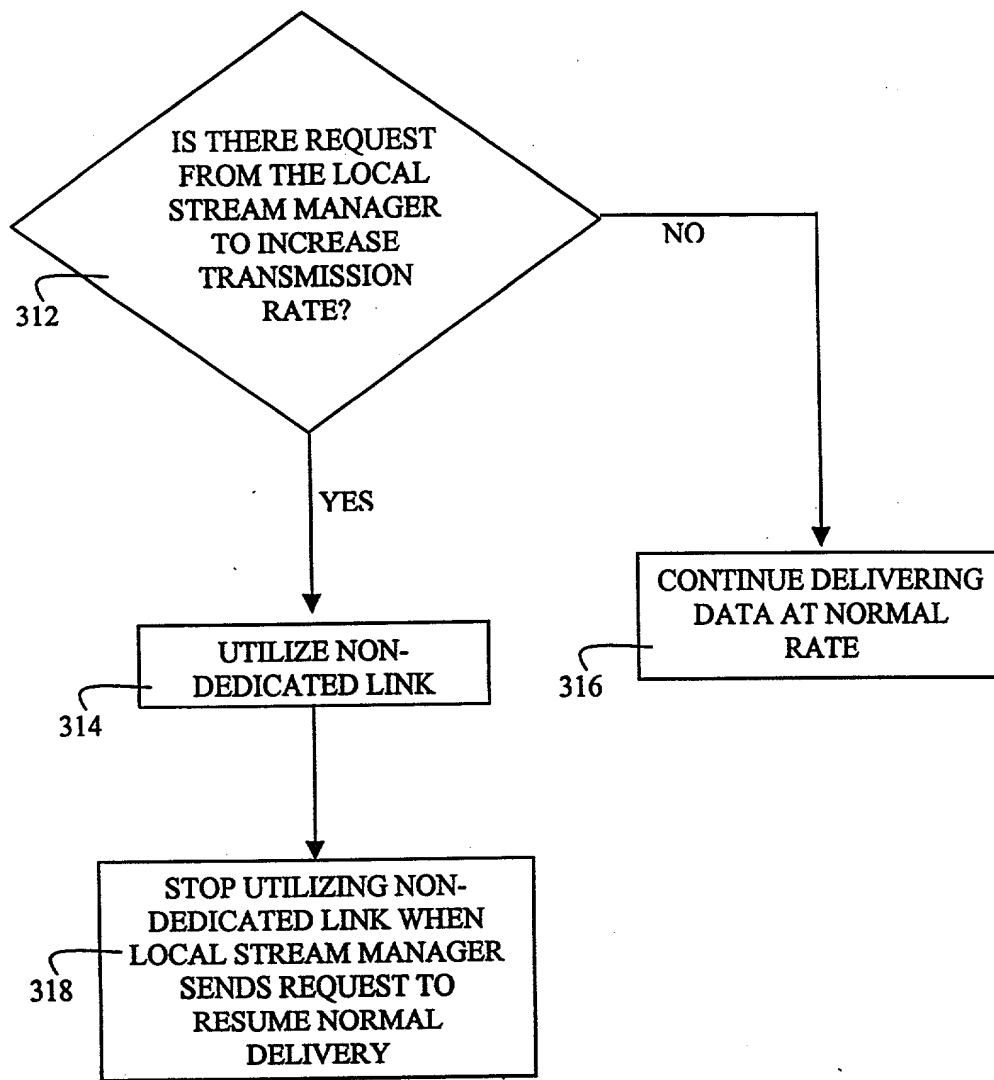 IS THERE REQUEST
FROM THE LOCAL
STREAM MANAGER
TO INCREASE
TRANSMISSION
RATE?
312
NO
YES
CONTINUE DELIVERING
DATA AT NORMAL
RATE
316
UTILIZE NON-
DEDICATED LINK
314
STOP UTILIZING NON-
DEDICATED LINK WHEN
LOCAL STREAM MANAGER
SENDS REQUEST TO
RESUME NORMAL
DELIVERY
318